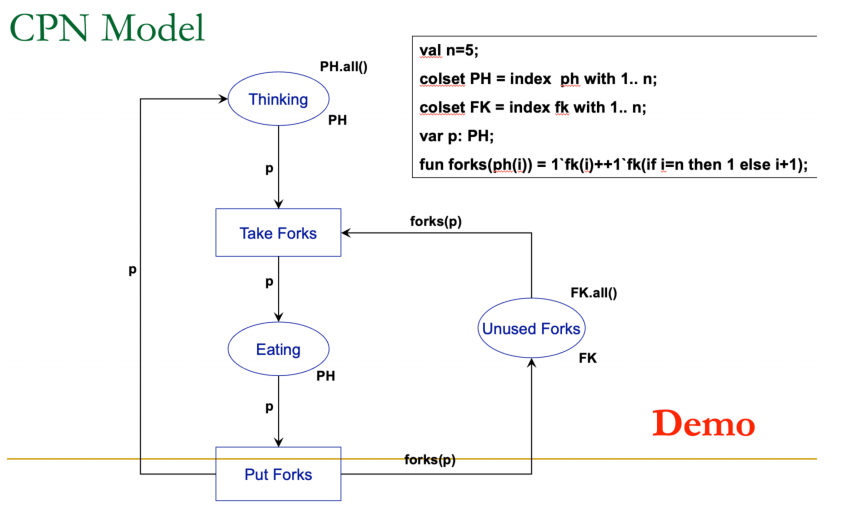 CPN Model
val n=5;
colset PH = index  ph with 1.. n;
colset FK = index fk with 1.. n;
var p: PH;
fun forks(ph(i)) = 1`fk(i)++1`fk(if i=n then 1 else i+1);
PH.all()
Thinking
PH
p
forks(p)
Take Forks
p
p
FK.all()
Unused Forks
Eating
FK
PH
p
Demo
forks(p)
Put Forks